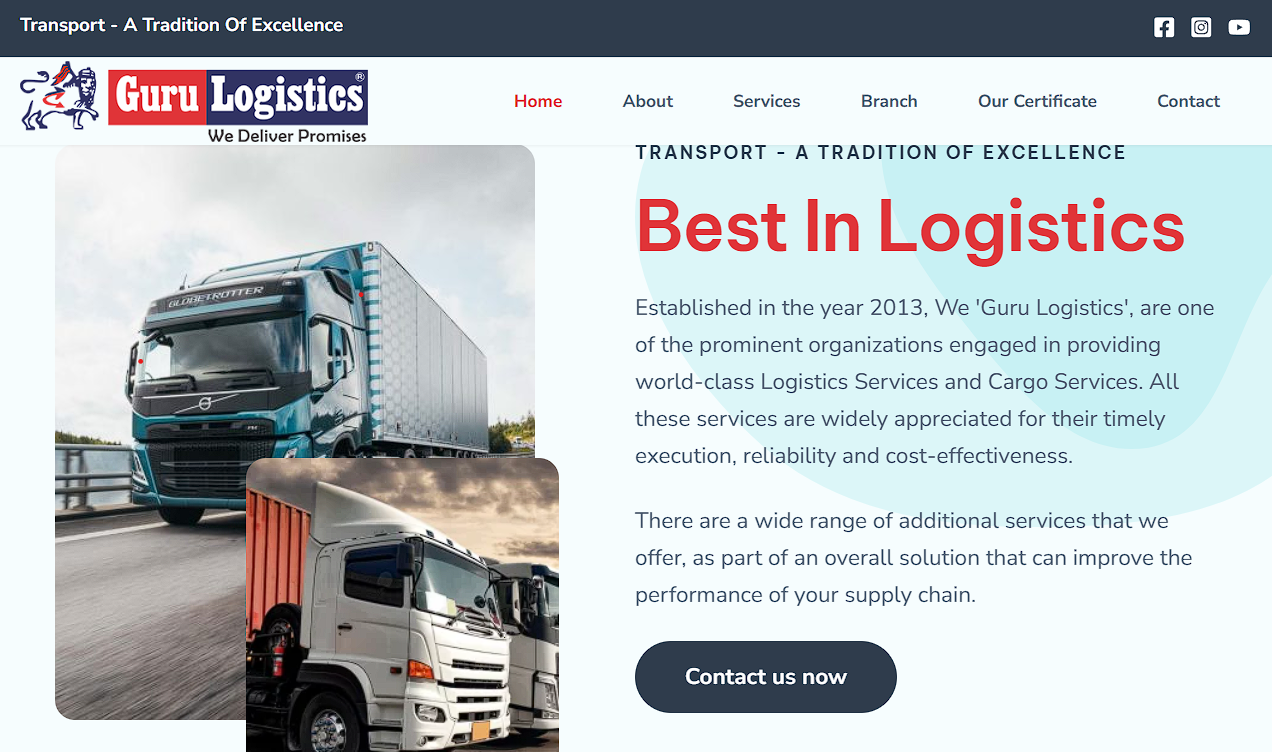 Transport - A Tradition Of Excellence
Guru Logistics®
We Deliver Promises
Home About Services Branch Our Certificate Contact
TRANSPORT - A TRADITION OF EXCELLENCE
Best In Logistics
Established in the year 2013, We 'Guru Logistics', are one
of the prominent organizations engaged in providing
world-class Logistics Services and Cargo Services. All
these services are widely appreciated for their timely
execution, reliability and cost-effectiveness.
There are a wide range of additional services that we
offer, as part of an overall solution that can improve the
performance of your supply chain.
Contact us now
GLOBETROTTER